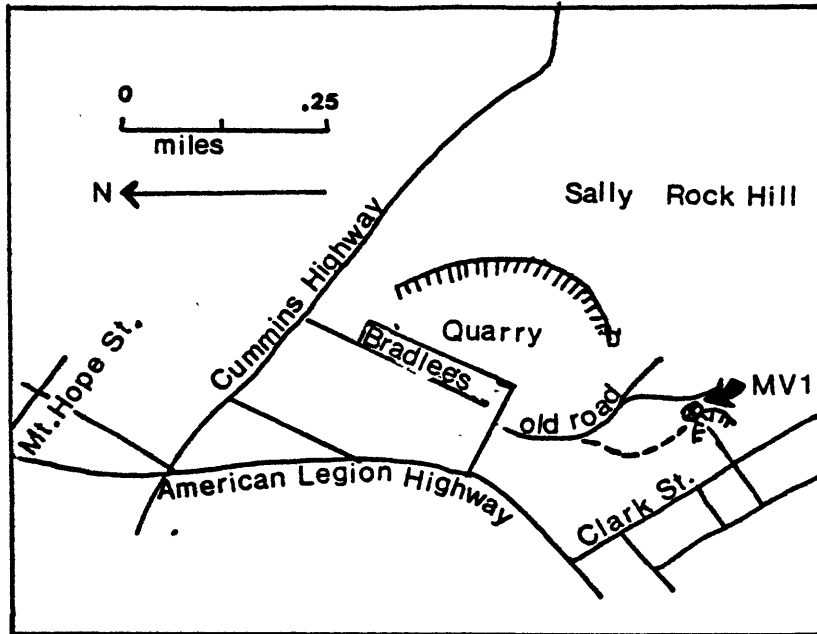 0 .25
miles
N
Sally Rock Hill
Cummins Highway
Quarry
Bradlees
Mt. Hope St.
MV1
old road
American Legion Highway
Clark St.